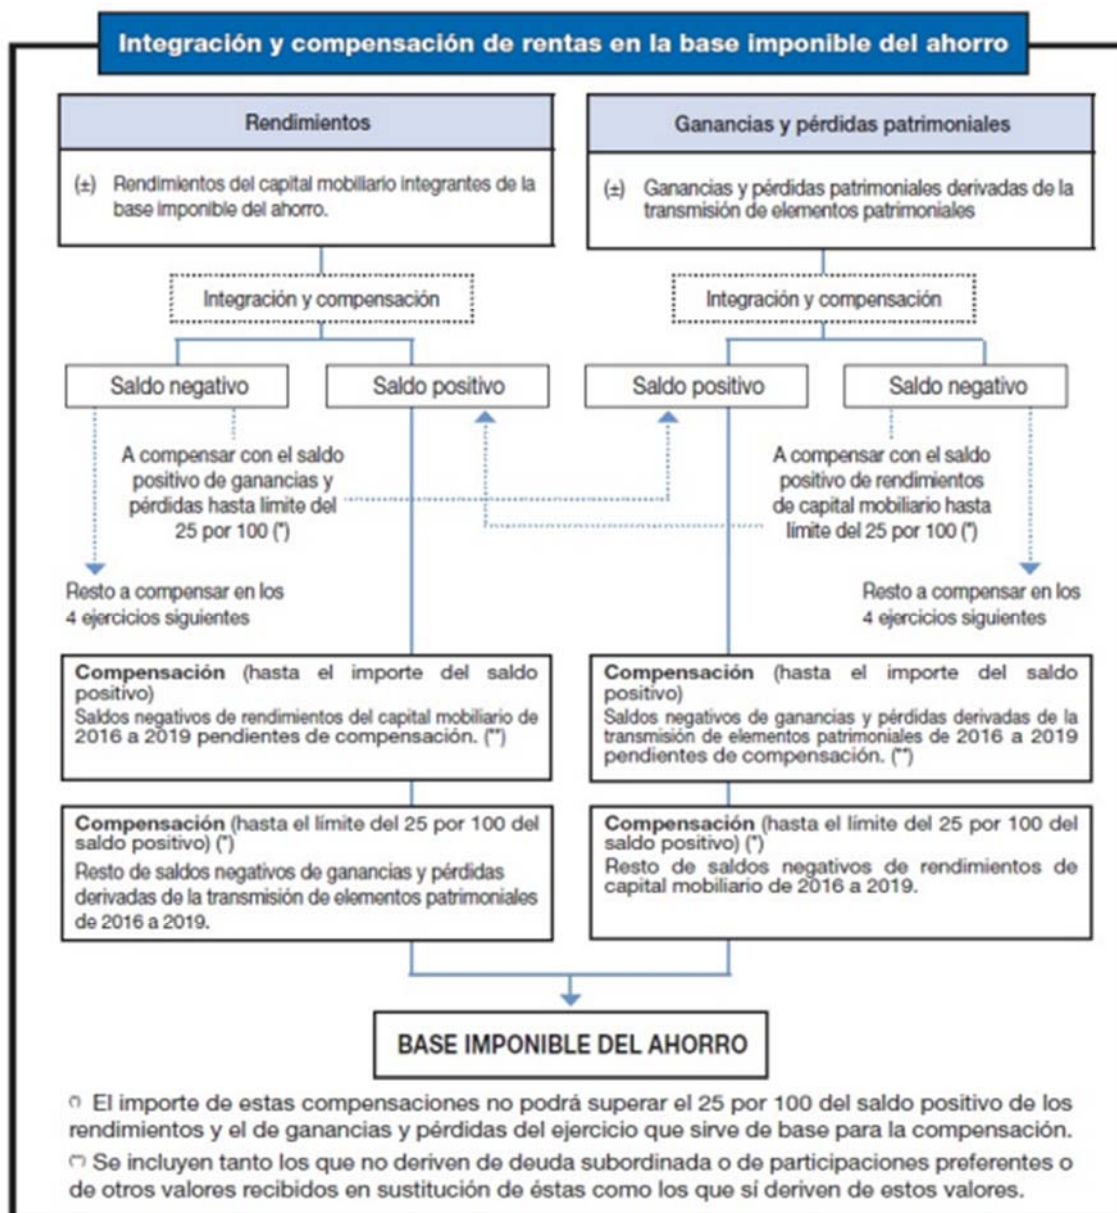 Integración y compensación de rentas en la base imponible del ahorro
Rendimientos
(±) Rendimientos del capital mobiliario integrantes de la
base imponible del ahorro.
Integración y compensación
Saldo negativo
Saldo positivo
A compensar con el saldo
positivo de ganancias y
pérdidas hasta límite del
25 por 100 (*)
Resto a compensar en los
4 ejercicios siguientes
Ganancias y pérdidas patrimoniales
(±) Ganancias y pérdidas patrimoniales derivadas de la
transmisión de elementos patrimoniales
Integración y compensación
Saldo positivo
Saldo negativo
A compensar con el saldo
positivo de rendimientos
de capital mobiliario hasta
límite del 25 por 100 (*)
Resto a compensar en los
4 ejercicios siguientes
Compensación (hasta el importe del saldo
positivo)
Saldos negativos de rendimientos del capital mobiliario de
2016 a 2019 pendientes de compensación. (**)
Compensación (hasta el importe del saldo
positivo)
Saldos negativos de ganancias y pérdidas derivadas de la
transmisión de elementos patrimoniales de 2016 a 2019
pendientes de compensación. (**)
Compensación (hasta el límite del 25 por 100 del
saldo positivo) (*)
Resto de saldos negativos de ganancias y pérdidas
derivadas de la transmisión de elementos patrimoniales
de 2016 a 2019.
Compensación (hasta el límite del 25 por 100 del
saldo positivo) (*)
Resto de saldos negativos de rendimientos de
capital mobiliario de 2016 a 2019.
BASE IMPONIBLE DEL AHORRO
(*) El importe de estas compensaciones no podrá superar el 25 por 100 del saldo positivo de los
rendimientos y el de ganancias y pérdidas del ejercicio que sirve de base para la compensación.
(**) Se incluyen tanto los que no deriven de deuda subordinada o de participaciones preferentes o
de otros valores recibidos en sustitución de éstas como los que sí deriven de estos valores.